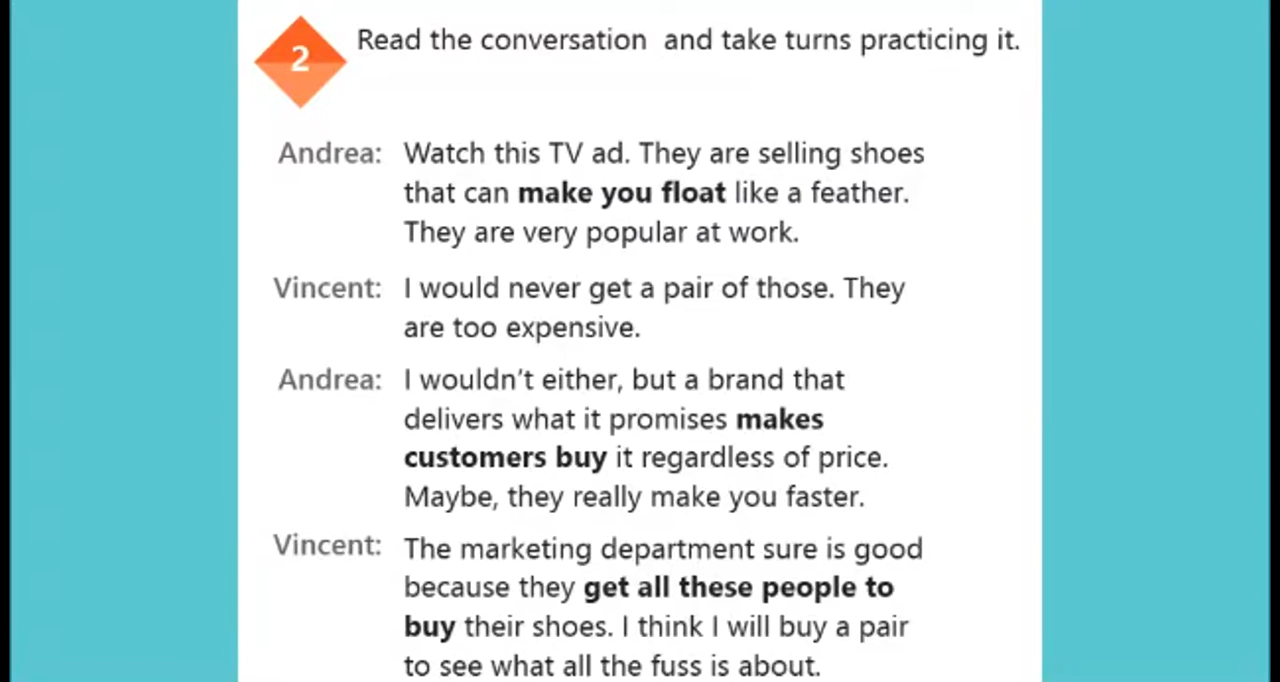 2
Read the conversation and take turns practicing it.
Andrea: Watch this TV ad. They are selling shoes
that can make you float like a feather.
They are very popular at work.
Vincent: I would never get a pair of those. They
are too expensive.
Andrea: I wouldn't either, but a brand that
delivers what it promises makes
customers buy it regardless of price.
Maybe, they really make you faster.
Vincent: The marketing department sure is good
because they get all these people to
buy their shoes. I think I will buy a pair
to see what all the fuss is about.